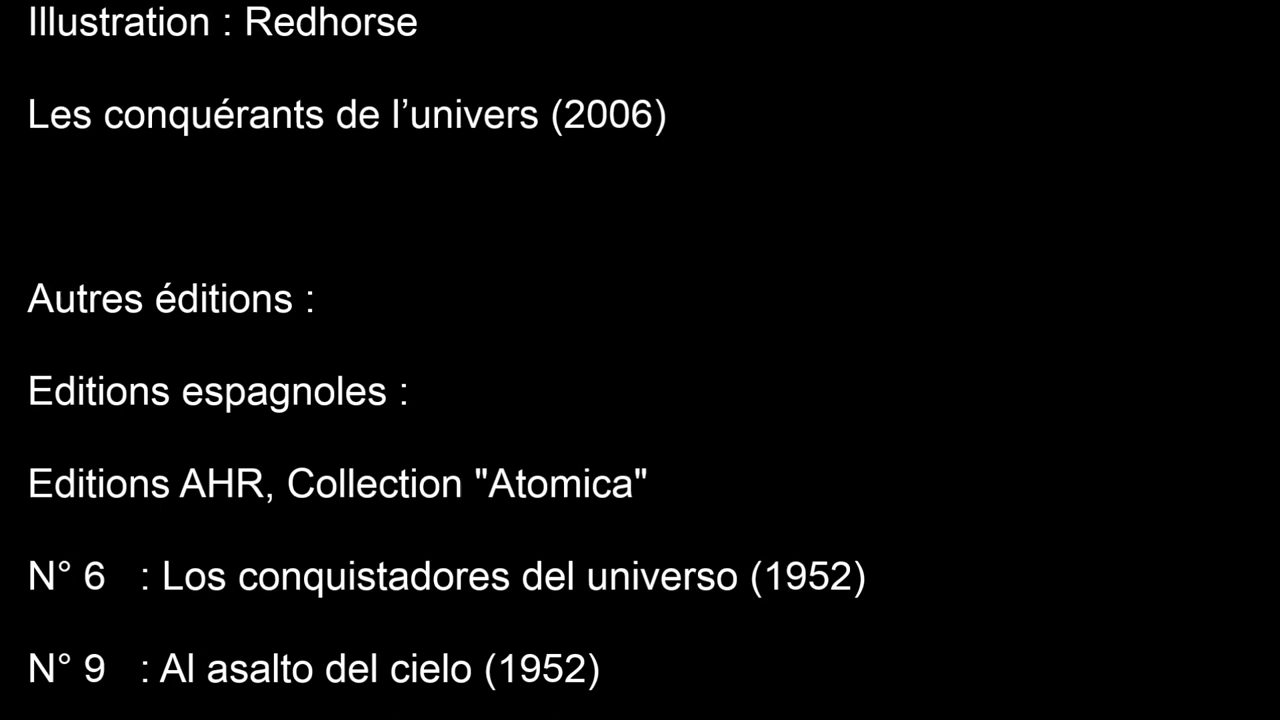 Illustration : Redhorse
Les conquérants de l’univers (2006)
Autres éditions :
Editions espagnoles :
Editions AHR, Collection "Atomica"
N° 6   : Los conquistadores del universo (1952)
N° 9   : Al asalto del cielo (1952)